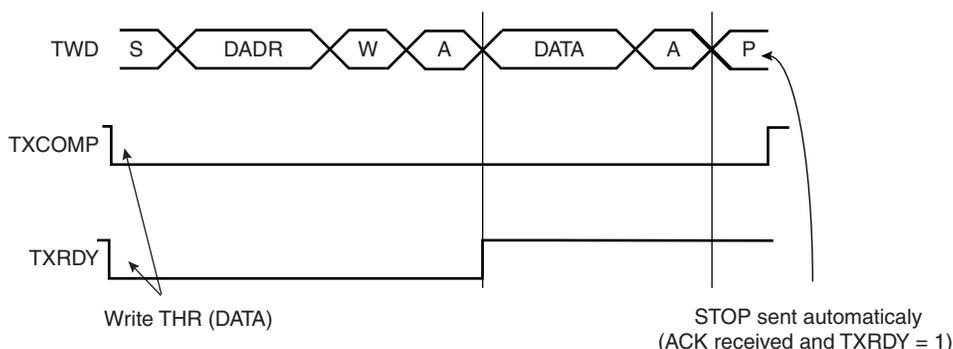 TWD S DADR W A DATA A P
TXCOMP
TXRDY
Write THR (DATA)
STOP sent automaticaly
(ACK received and TXRDY = 1)